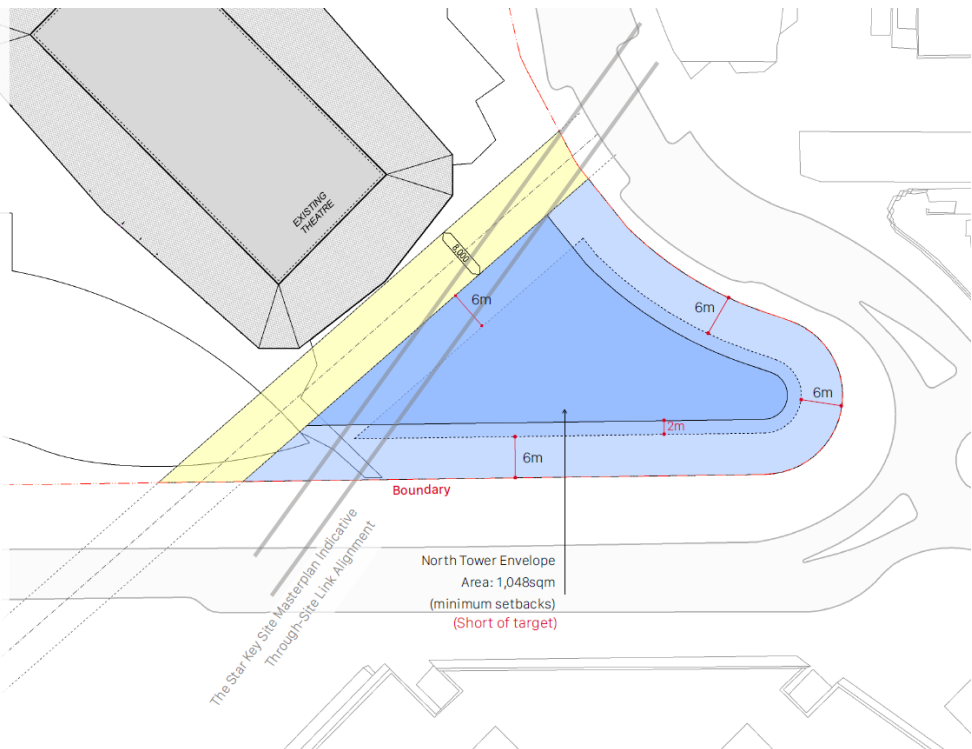 EXISTING
THEATRE
8,000
6m
6m
6m
2m
6m
Boundary
The Star Key Site Masterplan Indicative
Through-Site Link Alignment
North Tower Envelope
Area: 1,048sqm
(minimum setbacks)
(Short of target)